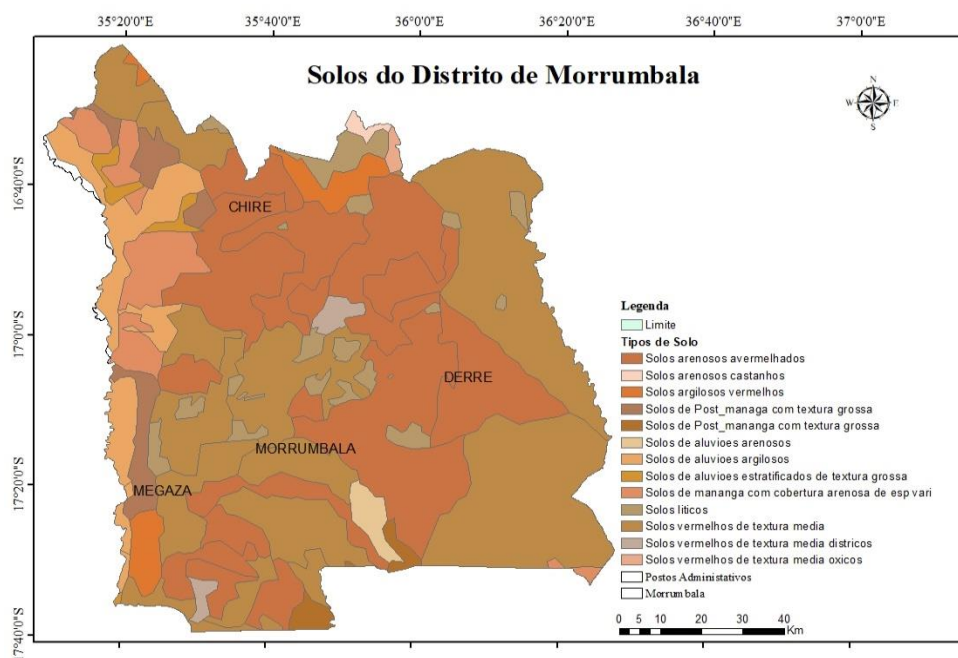 35°20'0"E 35°40'0"E 36°0'0"E 36°20'0"E 36°40'0"E 37°0'0"E
Solos do Distrito de Morrumbala
N
W E
S
16°40'0"S
17°0'0"S
17°20'0"S
17°40'0"S
CHIRE
DERRE
MORRUMBALA
MEGAZA
Legenda
Limite
Tipos de Solo
Solos arenosos avermelhados
Solos arenosos castanhos
Solos argilosos vermelhos
Solos de Post_managa com textura grossa
Solos de Post_mananga com textura grossa
Solos de aluvioes arenosos
Solos de aluvioes argilosos
Solos de aluvioes estratificados de textura grossa
Solos de mananga com cobertura arenosa de esp vari
Solos liticos
Solos vermelhos de textura media
Solos vermelhos de textura media districos
Solos vermelhos de textura media oxicos
Postos Administativos
Morrumbala
0 5 10 20 30 40
Km